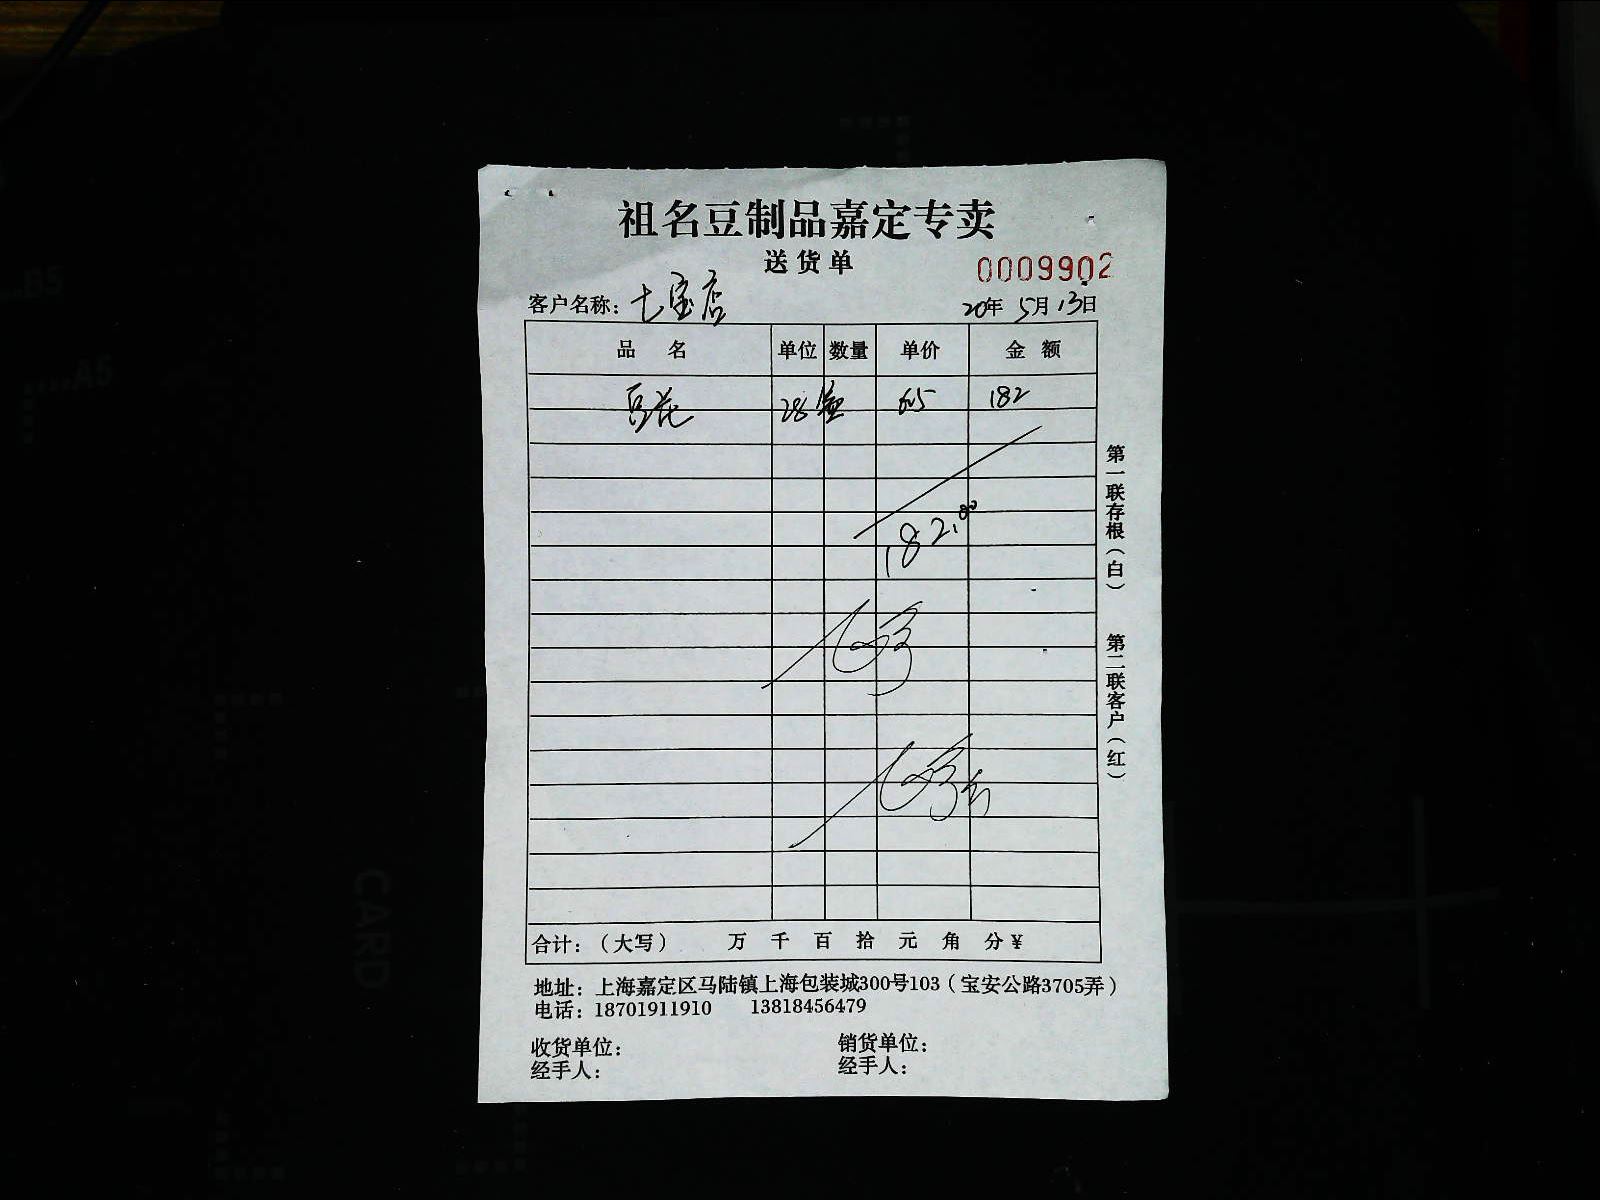 祖名豆制品嘉定专卖
送货单
0009902
客户名称：七宝店 20年5月13日
品名 单位 数量 单价 金额
豆花 28盒 6.5 182
182.00
合计：（大写） 万 千 百 拾 元 角 分 ¥
地址：上海嘉定区马陆镇上海包装城300号103（宝安公路3705弄）
电话：18701911910 13818456479
收货单位： 销货单位：
经手人： 经手人：
第一联存根（白）
第二联客户（红）